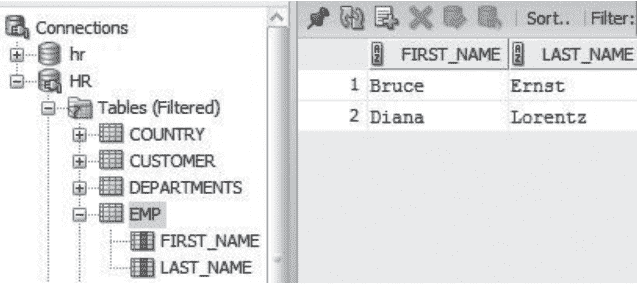 Connections
hr
HR
Tables (Filtered)
COUNTRY
CUSTOMER
DEPARTMENTS
EMP
FIRST_NAME
LAST_NAME
Sort.. Filter:
FIRST_NAME LAST_NAME
1 Bruce Ernst
2 Diana Lorentz